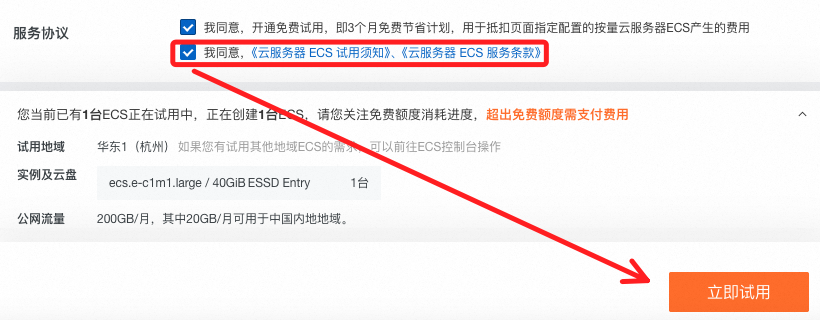 服务协议
我同意，开通免费试用，即3个月免费节省计划，用于抵扣页面指定配置的按量云服务器ECS产生的费用
我同意，《云服务器 ECS 试用须知》、《云服务器 ECS 服务条款》
您当前已有1台ECS正在试用中，正在创建1台ECS，请您关注免费额度消耗进度，超出免费额度需支付费用
试用地域 华东1（杭州）如果您有试用其他地域ECS的需求，可以前往ECS控制台操作
实例及云盘 ecs.e-c1m1.large / 40GiB ESSD Entry 1台
公网流量 200GB/月，其中20GB/月可用于中国内地地域。
立即试用